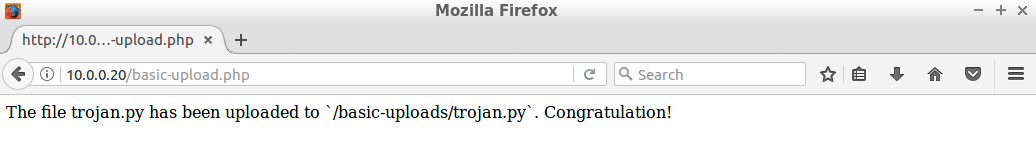 Mozilla Firefox
http://10.0...-upload.php
10.0.0.20/basic-upload.php
Search
The file trojan.py has been uploaded to `/basic-uploads/trojan.py`. Congratulation!